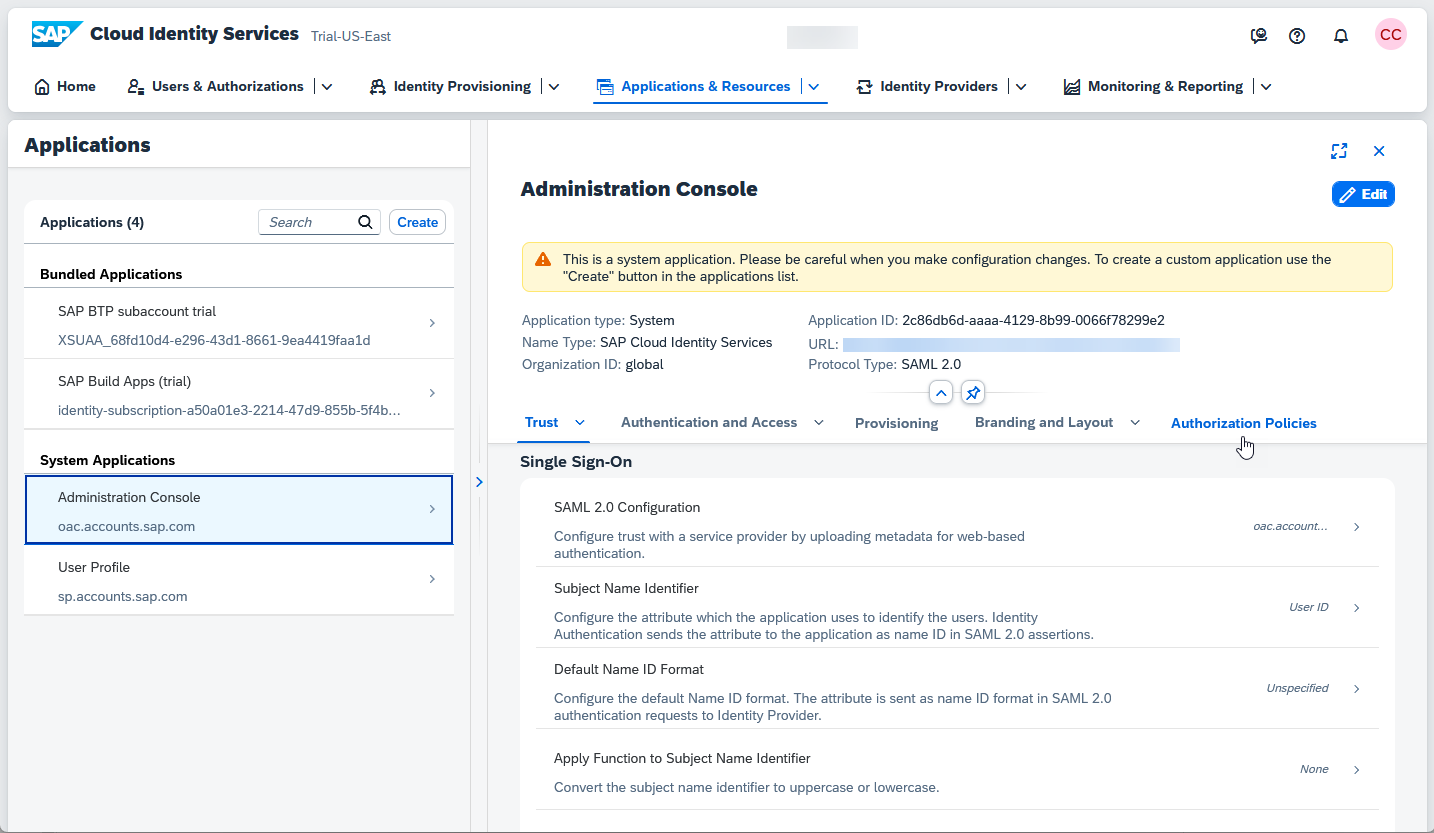 SAP Cloud Identity Services Trial-US-East
CC
Home Users & Authorizations Identity Provisioning Applications & Resources Identity Providers Monitoring & Reporting
Applications
Applications (4) Search Create
Bundled Applications
SAP BTP subaccount trial
XSUAA_68fd10d4-e296-43d1-8661-9ea4419faa1d
SAP Build Apps (trial)
identity-subscription-a50a01e3-2214-47d9-855b-5f4b...
System Applications
Administration Console
oac.accounts.sap.com
User Profile
sp.accounts.sap.com
Administration Console
Edit
This is a system application. Please be careful when you make configuration changes. To create a custom application use the
"Create" button in the applications list.
Application type: System
Name Type: SAP Cloud Identity Services
Organization ID: global
Application ID: 2c86db6d-aaaa-4129-8b99-0066f78299e2
URL:
Protocol Type: SAML 2.0
Trust Authentication and Access Provisioning Branding and Layout Authorization Policies
Single Sign-On
SAML 2.0 Configuration
Configure trust with a service provider by uploading metadata for web-based
authentication.
oac.account...
Subject Name Identifier
Configure the attribute which the application uses to identify the users. Identity
Authentication sends the attribute to the application as name ID in SAML 2.0 assertions.
User ID
Default Name ID Format
Configure the default Name ID format. The attribute is sent as name ID format in SAML 2.0
authentication requests to Identity Provider.
Unspecified
Apply Function to Subject Name Identifier
Convert the subject name identifier to uppercase or lowercase.
None